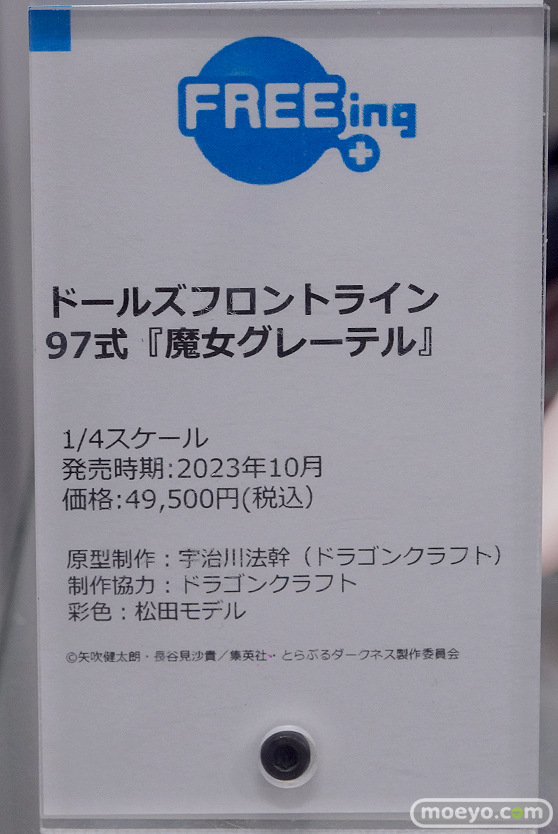 FREEing
ドールズフロントライン
97式『魔女グレーテル』
1/4スケール
発売時期:2023年10月
価格:49,500円(税込)
原型制作：宇治川法幹（ドラゴンクラフト）
制作協力：ドラゴンクラフト
彩色：松田モデル
©矢吹健太朗・長谷見沙貴／集英社・とらぶるダークネス製作委員会
moeyo.com